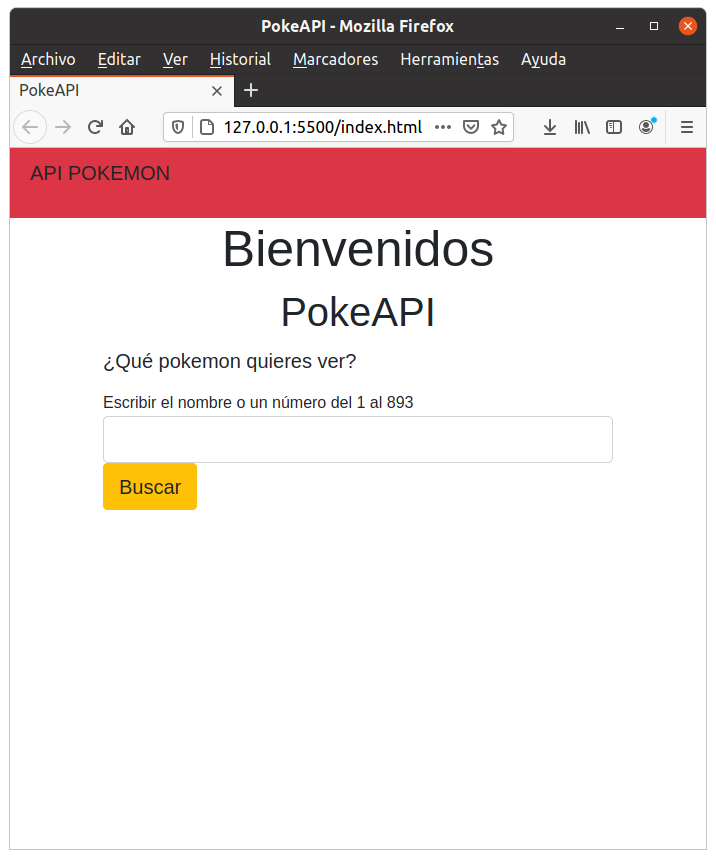 PokeAPI - Mozilla Firefox
Archivo Editar Ver Historial Marcadores Herramientas Ayuda
PokeAPI
127.0.0.1:5500/index.html
API POKEMON
Bienvenidos
PokeAPI
¿Qué pokemon quieres ver?
Escribir el nombre o un número del 1 al 893
Buscar